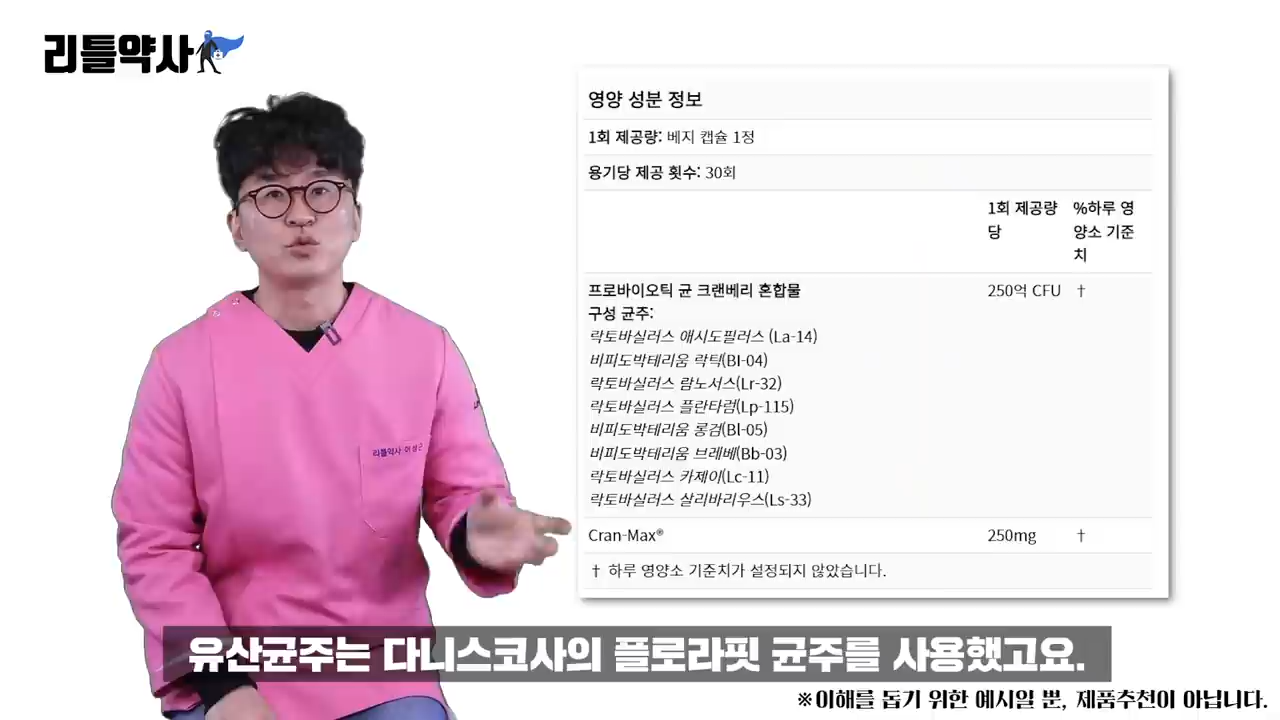 리틀약사
영양 성분 정보
1회 제공량: 베지 캡슐 1정
용기당 제공 횟수: 30회
1회 제공량당
%하루 영양소 기준치
프로바이오틱 균 크랜베리 혼합물 250억 CFU †
구성 균주:
락토바실러스 애시도필러스 (La-14)
비피도박테리움 락틱(BI-04)
락토바실러스 람노서스(Lr-32)
락토바실러스 플란타럼(Lp-115)
비피도박테리움 롱검(Bl-05)
비피도박테리움 브레베(Bb-03)
락토바실러스 카제이(Lc-11)
락토바실러스 살리바리우스(Ls-33)
Cran-Max® 250mg †
† 하루 영양소 기준치가 설정되지 않았습니다.
리틀약사
유산균주는 다니스코사의 플로라핏 균주를 사용했고요.
※이해를 돕기 위한 예시일 뿐, 제품추천이 아닙니다.